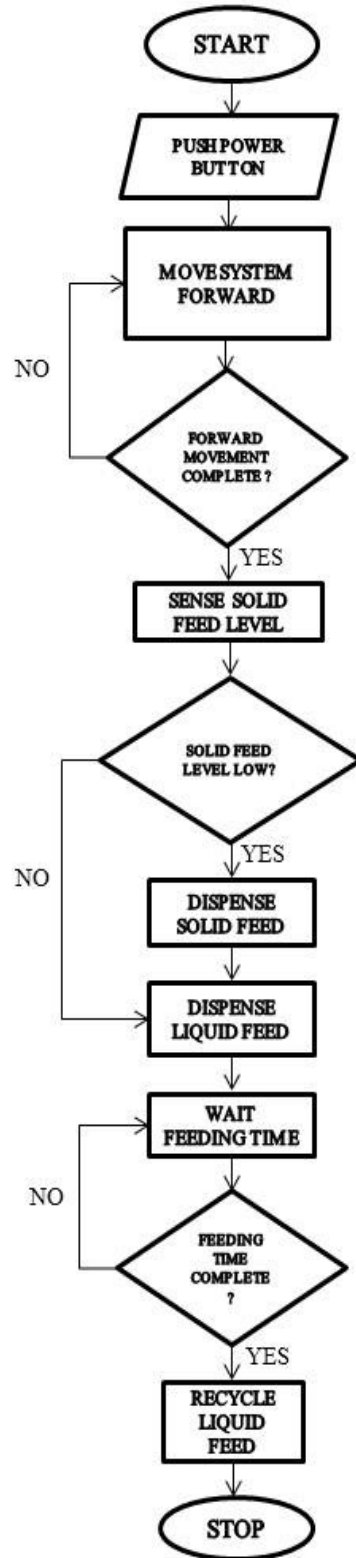 START
PUSH POWER
BUTTON
MOVE SYSTEM
FORWARD
NO
FORWARD
MOVEMENT
COMPLETE ?
YES
SENSE SOLID
FEED LEVEL
SOLID FEED
LEVEL LOW?
YES
NO
DISPENSE
SOLID FEED
DISPENSE
LIQUID FEED
WAIT
FEEDING TIME
NO
FEEDING
TIME
COMPLETE
?
YES
RECYCLE
LIQUID
FEED
STOP